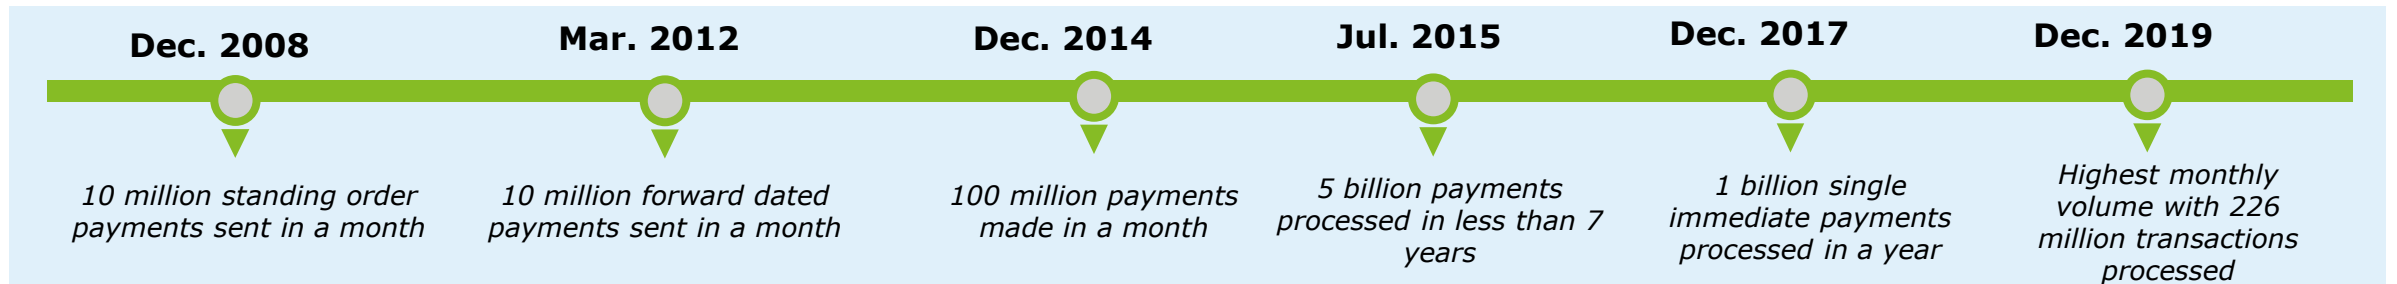 Dec. 2008
10 million standing order
payments sent in a month
Mar. 2012
10 million forward dated
payments sent in a month
Dec. 2014
100 million payments
made in a month
Jul. 2015
5 billion payments
processed in less than 7
years
Dec. 2017
1 billion single
immediate payments
processed in a year
Dec. 2019
Highest monthly
volume with 226
million transactions
processed